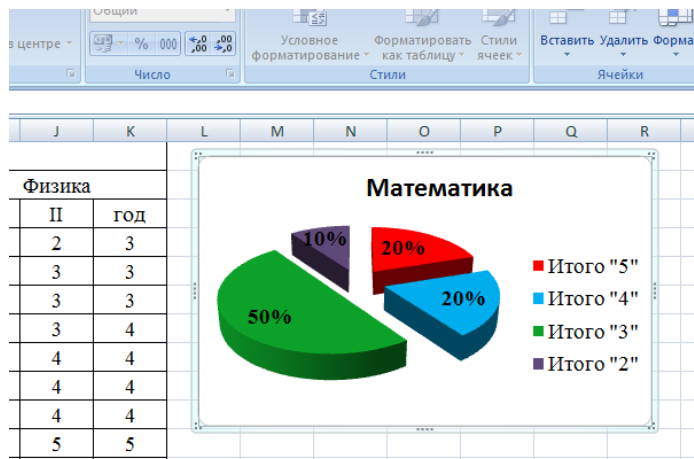 Общий
в центре
% 000 ,00 ,00
Условное форматирование
Форматировать как таблицу
Стили ячеек
Вставить Удалить Форма
Число
Стили
Ячейки
J K L M N O P Q R
Физика
II год
2 3
3 3
3 3
3 4
4 4
4 4
4 4
5 5
Математика
10%
20%
20%
50%
Итого "5"
Итого "4"
Итого "3"
Итого "2"